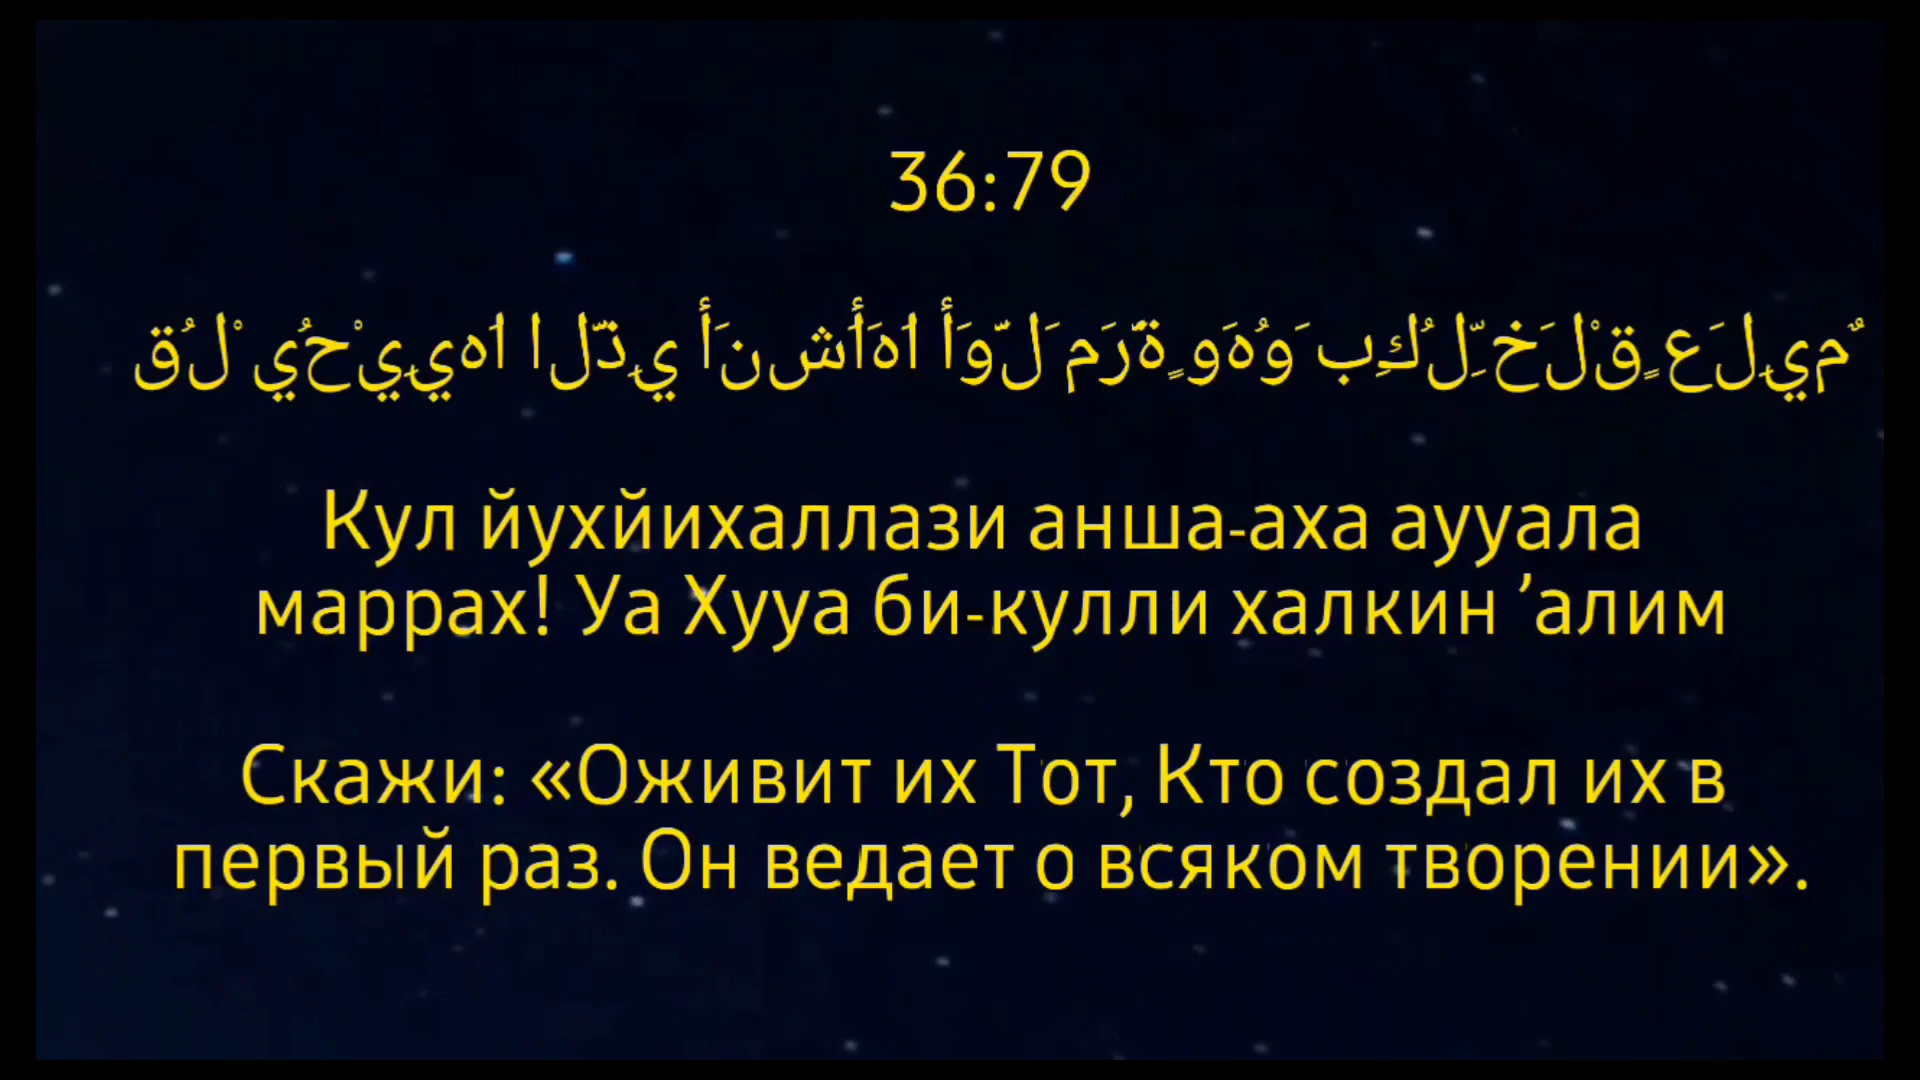 36:79
قُلْ يُحْيِيهَا الَّذِي أَنشَأَهَا أَوَّلَ مَرَّةٍ وَهُوَ بِكُلِّ خَلْقٍ عَلِيمٌ
Кул йухйихаллази анша-аха аууала
маррах! Уа Хууа би-кулли халкин ’алим
Скажи: «Оживит их Тот, Кто создал их в
первый раз. Он ведает о всяком творении».